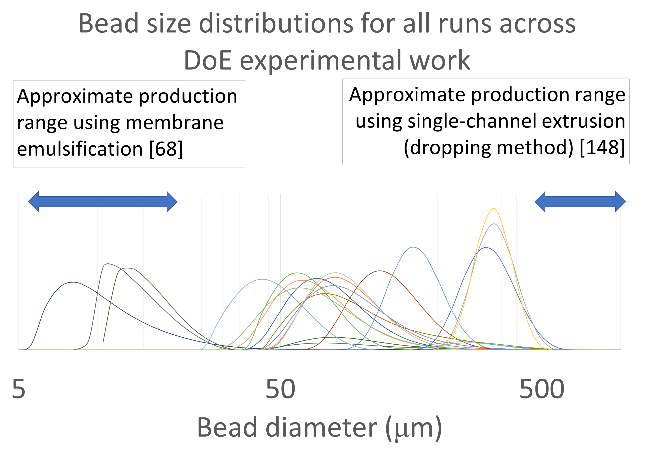 Bead size distributions for all runs across
DoE experimental work
Approximate production
range using membrane
emulsification [68]
Approximate production range
using single-channel extrusion
(dropping method) [148]
5
50
500
Bead diameter (μm)